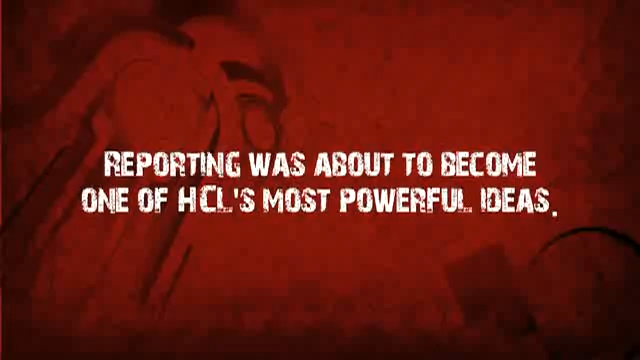 REPORTING WAS ABOUT TO BECOME
ONE OF HCL'S MOST POWERFUL IDEAS.